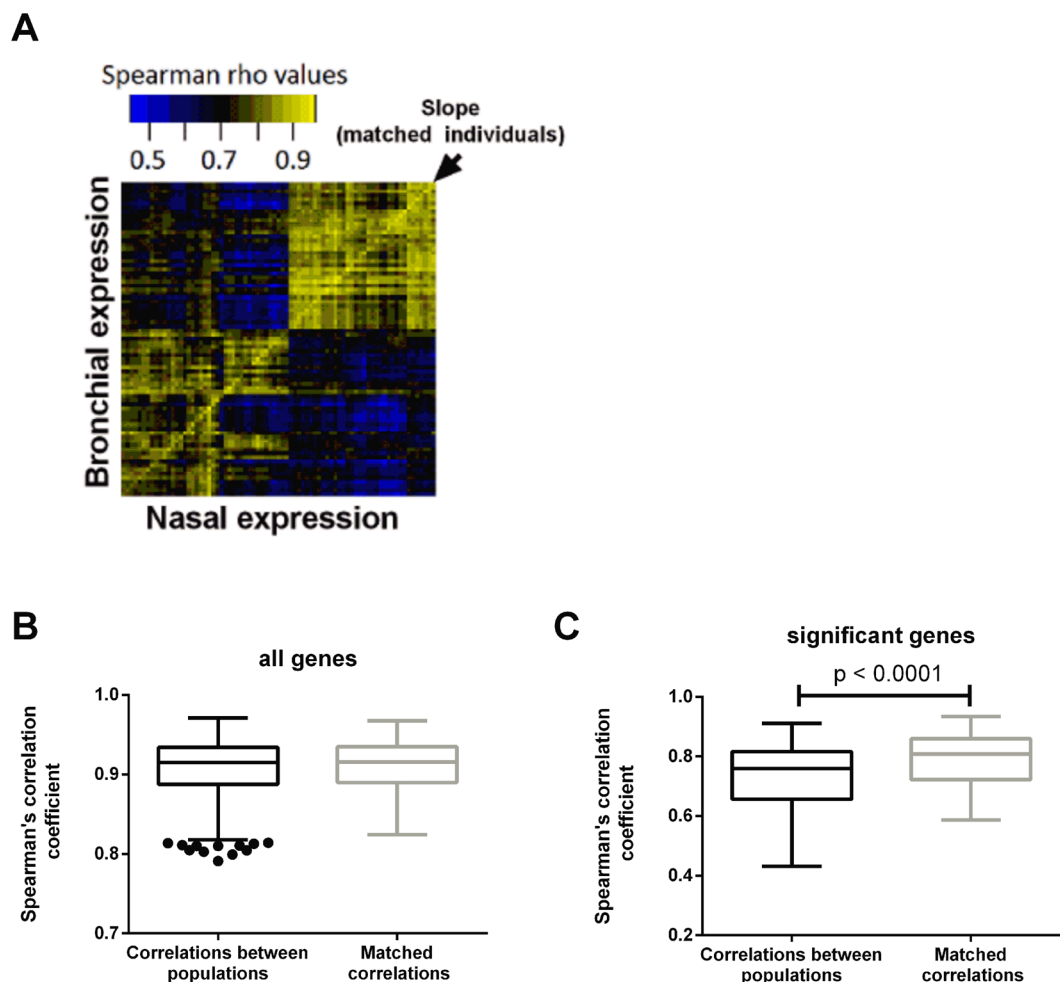 A
Spearman rho values
0.5 0.7 0.9
Slope
(matched individuals)
Bronchial expression
Nasal expression
B
all genes
Spearman's correlation
coefficient
1.0
0.9
0.8
0.7
Correlations between
populations
Matched
correlations
C
significant genes
p < 0.0001
Spearman's correlation
coefficient
1.0
0.8
0.6
0.4
0.2
Correlations between
populations
Matched
correlations